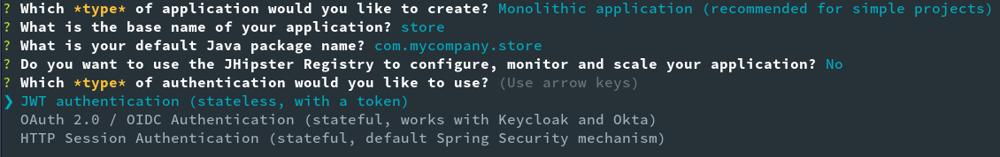 ? Which *type* of application would you like to create? Monolithic application (recommended for simple projects)
? What is the base name of your application? store
? What is your default Java package name? com.mycompany.store
? Do you want to use the JHipster Registry to configure, monitor and scale your application? No
? Which *type* of authentication would you like to use? (Use arrow keys)
❯ JWT authentication (stateless, with a token)
OAuth 2.0 / OIDC Authentication (stateful, works with Keycloak and Okta)
HTTP Session Authentication (stateful, default Spring Security mechanism)